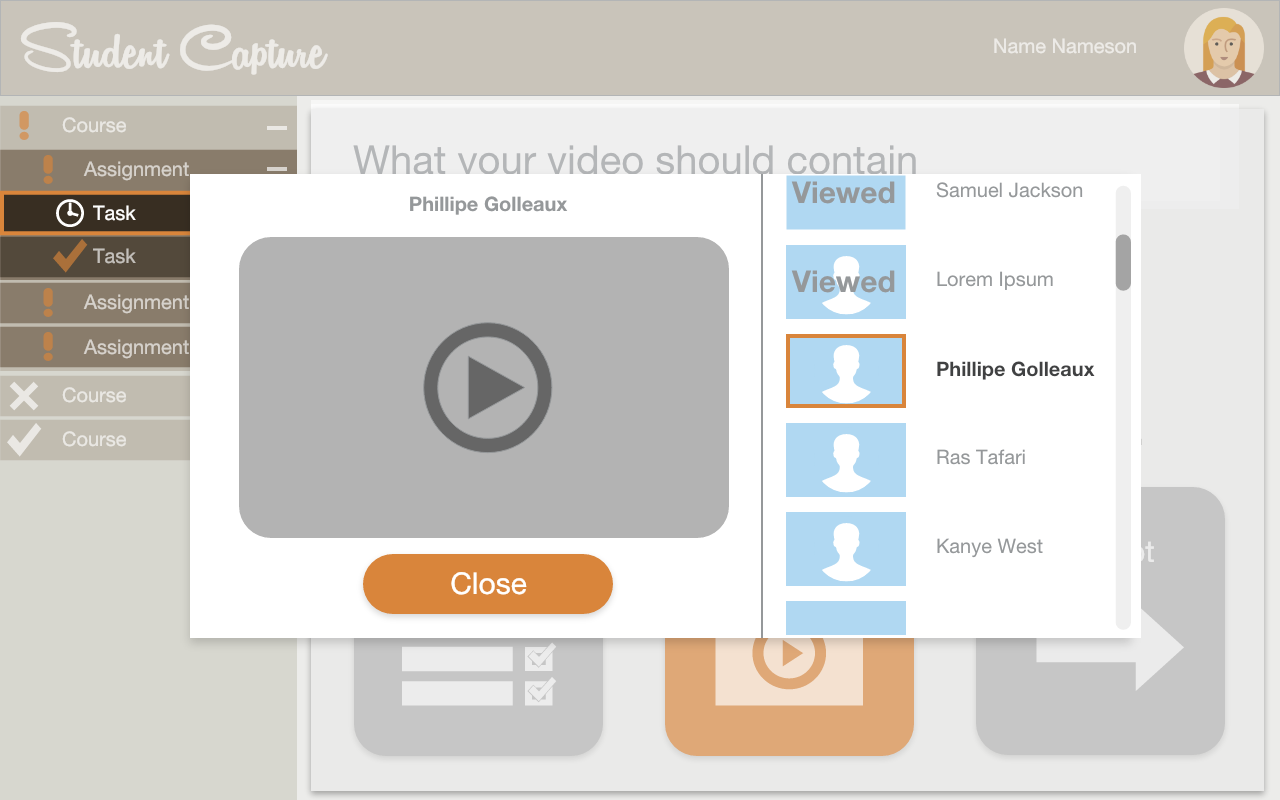 Student Capture
Name Nameson
Course
Assignment
Task
Task
Assignment
Assignment
Course
Course
What your video should contain
Phillipe Golleaux
Close
Viewed
Samuel Jackson
Viewed
Lorem Ipsum
Phillipe Golleaux
Ras Tafari
Kanye West